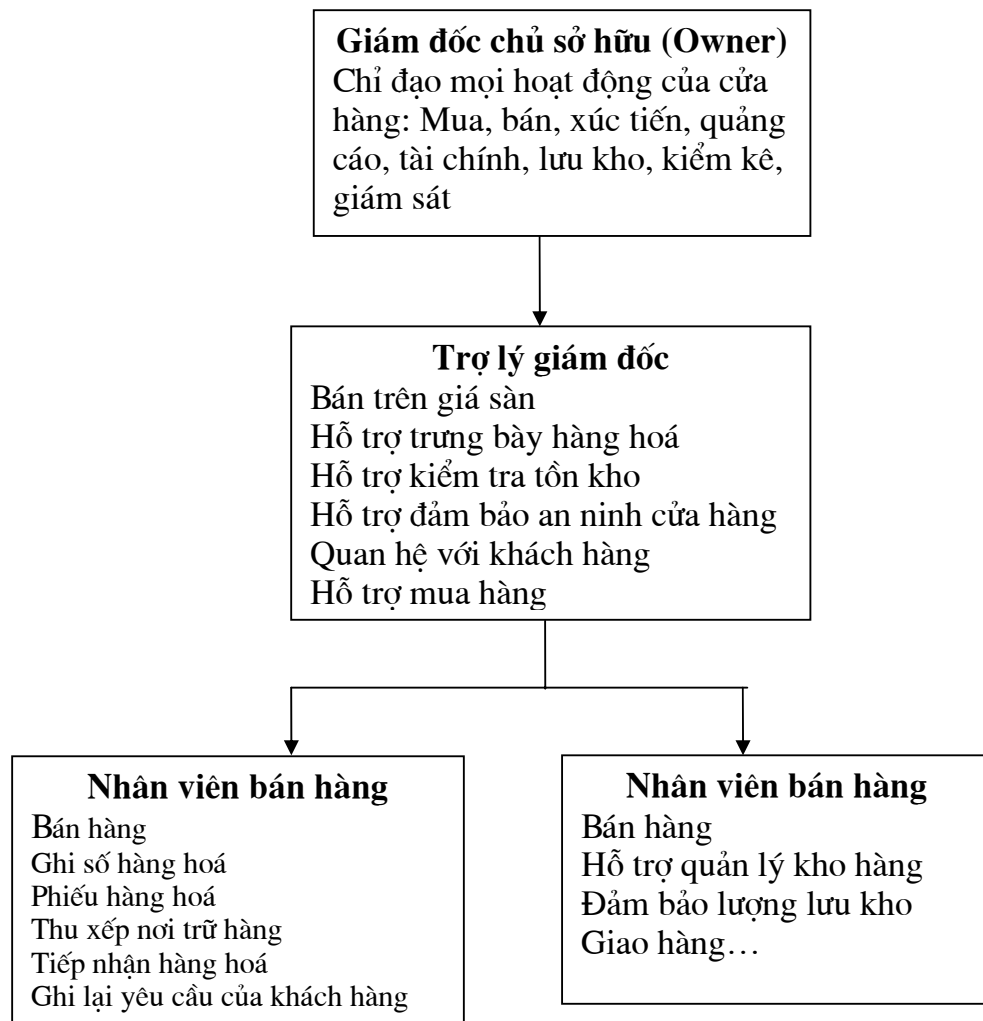 Giám đốc chủ sở hữu (Owner)
Chỉ đạo mọi hoạt động của cửa
hàng: Mua, bán, xúc tiến, quảng
cáo, tài chính, lưu kho, kiểm kê,
giám sát
Trợ lý giám đốc
Bán trên giá sàn
Hỗ trợ trưng bày hàng hoá
Hỗ trợ kiểm tra tồn kho
Hỗ trợ đảm bảo an ninh cửa hàng
Quan hệ với khách hàng
Hỗ trợ mua hàng
Nhân viên bán hàng
Bán hàng
Ghi số hàng hoá
Phiếu hàng hoá
Thu xếp nơi trữ hàng
Tiếp nhận hàng hoá
Ghi lại yêu cầu của khách hàng
Nhân viên bán hàng
Bán hàng
Hỗ trợ quản lý kho hàng
Đảm bảo lượng lưu kho
Giao hàng…